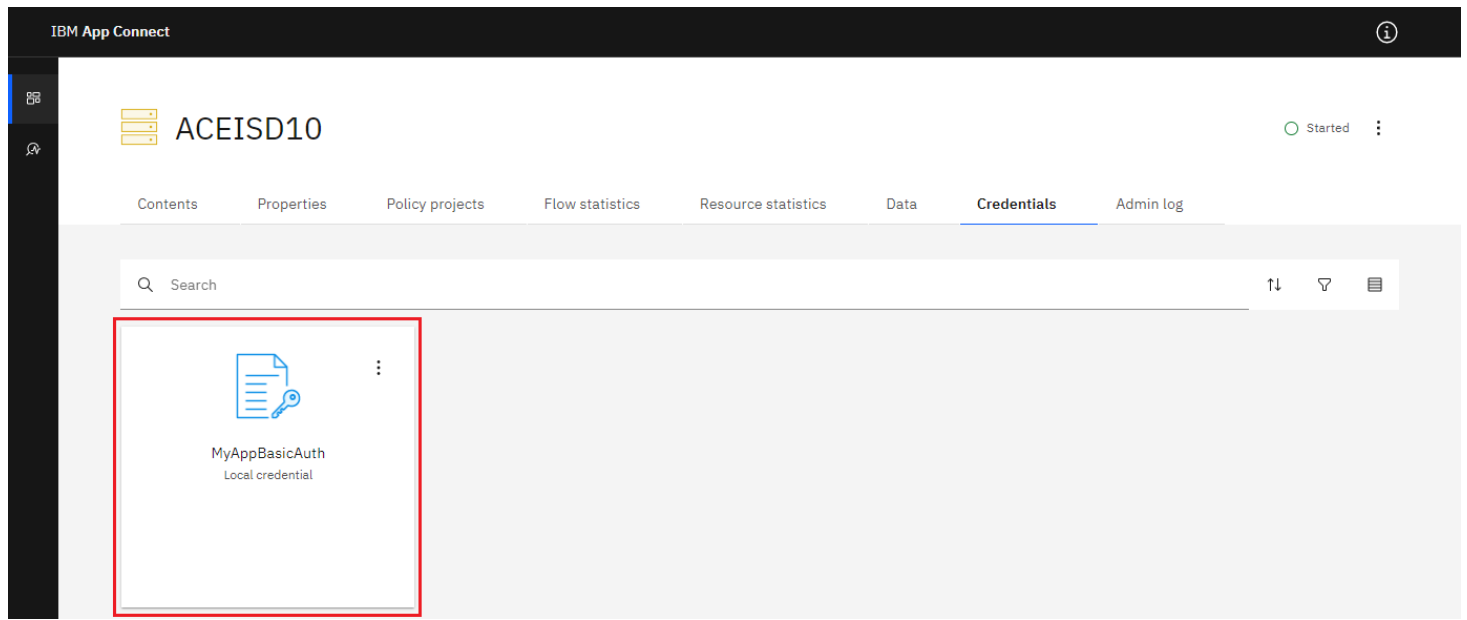 IBM App Connect
ACEISD10
Started
Contents Properties Policy projects Flow statistics Resource statistics Data Credentials Admin log
Search
MyAppBasicAuth
Local credential